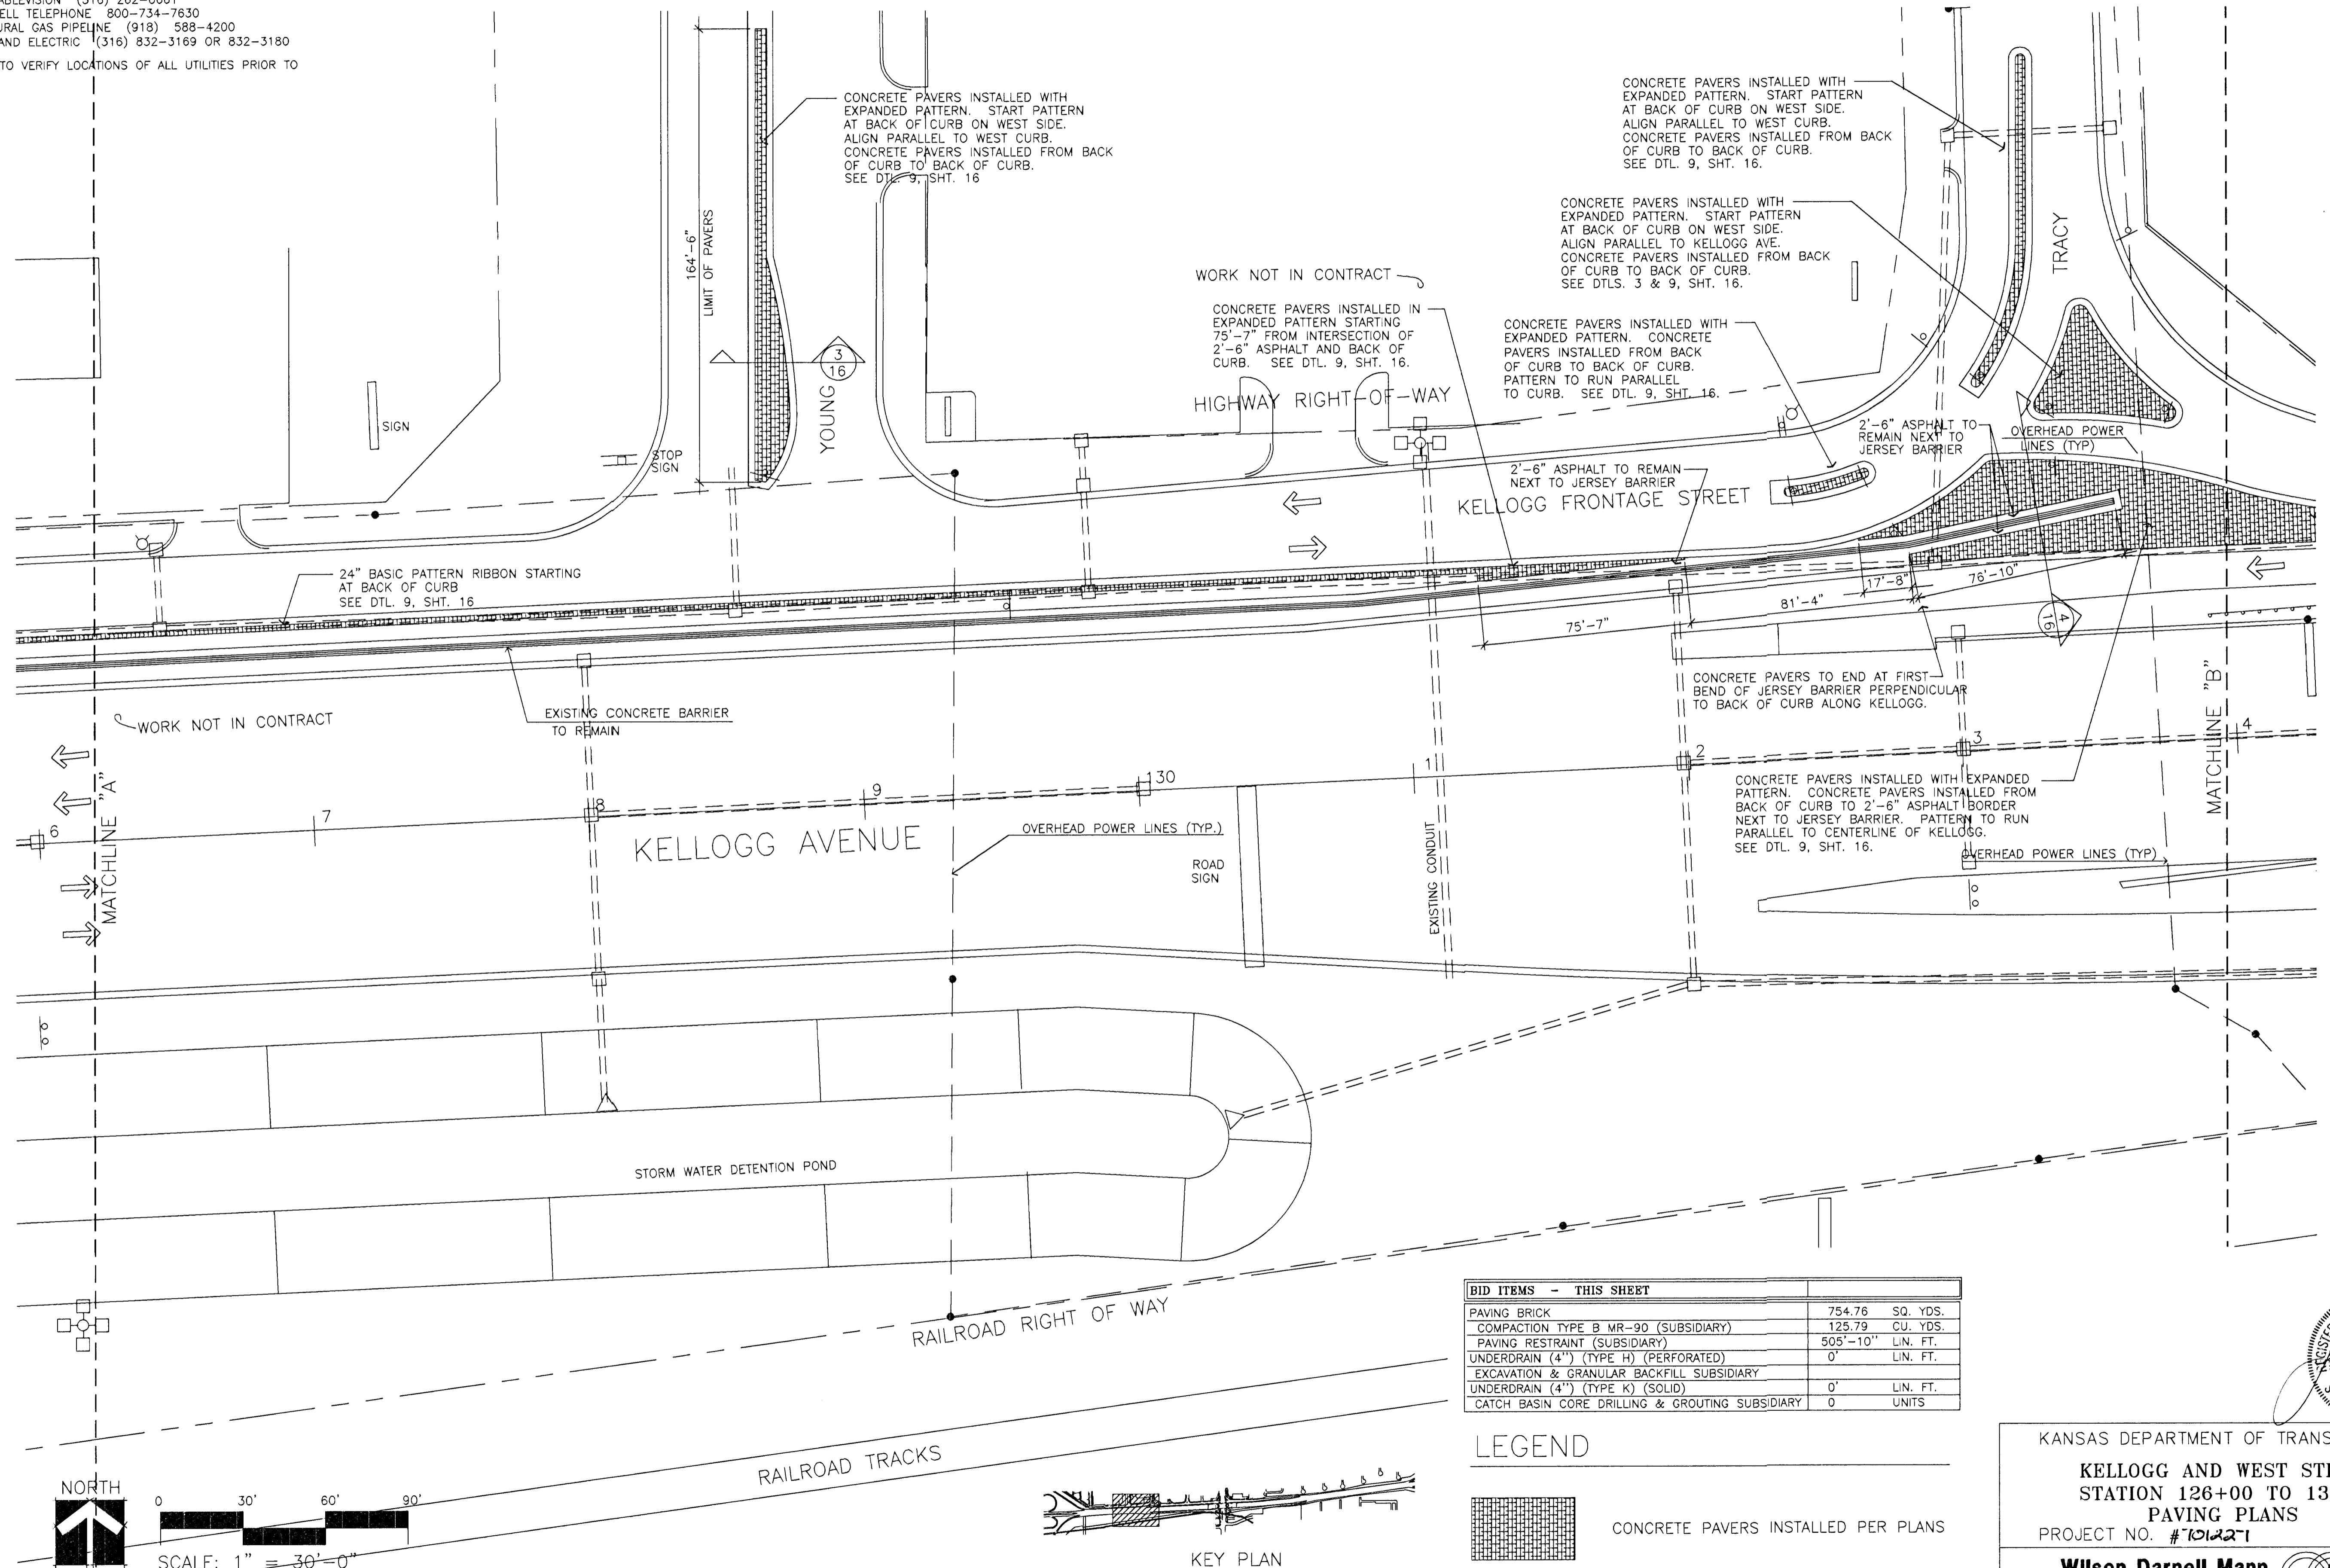 ELL TELEPHONE 800-734-7630
URAL GAS PIPELINE (918) 588-4200
AND ELECTRIC (316) 832-3169 OR 832-3180
TO VERIFY LOCATIONS OF ALL UTILITIES PRIOR TO
CONCRETE PAVERS INSTALLED WITH
EXPANDED PATTERN. START PATTERN
AT BACK OF CURB ON WEST SIDE.
ALIGN PARALLEL TO WEST CURB.
CONCRETE PAVERS INSTALLED FROM BACK
OF CURB TO BACK OF CURB.
SEE DTL. 9, SHT. 16
CONCRETE PAVERS INSTALLED WITH
EXPANDED PATTERN. START PATTERN
AT BACK OF CURB ON WEST SIDE.
ALIGN PARALLEL TO WEST CURB.
CONCRETE PAVERS INSTALLED FROM BACK
OF CURB TO BACK OF CURB.
SEE DTL. 9, SHT. 16.
CONCRETE PAVERS INSTALLED WITH
EXPANDED PATTERN. START PATTERN
AT BACK OF CURB ON WEST SIDE.
ALIGN PARALLEL TO KELLOGG AVE.
CONCRETE PAVERS INSTALLED FROM BACK
OF CURB TO BACK OF CURB.
SEE DTLS. 3 & 9, SHT. 16.
TRACY
164'-6"
LIMIT OF PAVERS
WORK NOT IN CONTRACT
CONCRETE PAVERS INSTALLED IN
EXPANDED PATTERN STARTING
75'-7" FROM INTERSECTION OF
2'-6" ASPHALT AND BACK OF
CURB. SEE DTL. 9, SHT. 16.
CONCRETE PAVERS INSTALLED WITH
EXPANDED PATTERN. CONCRETE
PAVERS INSTALLED FROM BACK
OF CURB TO BACK OF CURB.
PATTERN TO RUN PARALLEL
TO CURB. SEE DTL. 9, SHT. 16.
3
16
YOUNG
HIGHWAY RIGHT-OF-WAY
SIGN
STOP
SIGN
2'-6" ASPHALT TO
REMAIN NEXT TO
JERSEY BARRIER
OVERHEAD POWER
LINES (TYP)
2'-6" ASPHALT TO REMAIN
NEXT TO JERSEY BARRIER
KELLOGG FRONTAGE STREET
24" BASIC PATTERN RIBBON STARTING
AT BACK OF CURB
SEE DTL. 9, SHT. 16
17'-8"
76'-10"
81'-4"
75'-7"
4
16
CONCRETE PAVERS TO END AT FIRST
BEND OF JERSEY BARRIER PERPENDICULAR
TO BACK OF CURB ALONG KELLOGG.
WORK NOT IN CONTRACT
EXISTING CONCRETE BARRIER
TO REMAIN
MATCHLINE "A"
MATCHLINE "B"
6
7
8
9
130
1
2
3
4
KELLOGG AVENUE
OVERHEAD POWER LINES (TYP.)
ROAD
SIGN
EXISTING CONDUIT
CONCRETE PAVERS INSTALLED WITH EXPANDED
PATTERN. CONCRETE PAVERS INSTALLED FROM
BACK OF CURB TO 2'-6" ASPHALT BORDER
NEXT TO JERSEY BARRIER. PATTERN TO RUN
PARALLEL TO CENTERLINE OF KELLOGG.
SEE DTL. 9, SHT. 16.
OVERHEAD POWER LINES (TYP)
STORM WATER DETENTION POND
RAILROAD RIGHT OF WAY
RAILROAD TRACKS
BID ITEMS - THIS SHEET
PAVING BRICK 754.76 SQ. YDS.
COMPACTION TYPE B MR-90 (SUBSIDIARY) 125.79 CU. YDS.
PAVING RESTRAINT (SUBSIDIARY) 505'-10" LIN. FT.
UNDERDRAIN (4") (TYPE H) (PERFORATED) 0' LIN. FT.
EXCAVATION & GRANULAR BACKFILL SUBSIDIARY
UNDERDRAIN (4") (TYPE K) (SOLID) 0' LIN. FT.
CATCH BASIN CORE DRILLING & GROUTING SUBSIDIARY 0 UNITS
LEGEND
CONCRETE PAVERS INSTALLED PER PLANS
KEY PLAN
NORTH
0 30' 60' 90'
SCALE: 1" = 30'-0"
KANSAS DEPARTMENT OF TRANS
KELLOGG AND WEST ST
STATION 126+00 TO 13
PAVING PLANS
PROJECT NO. #701227-1
Wilson Darnell Mann